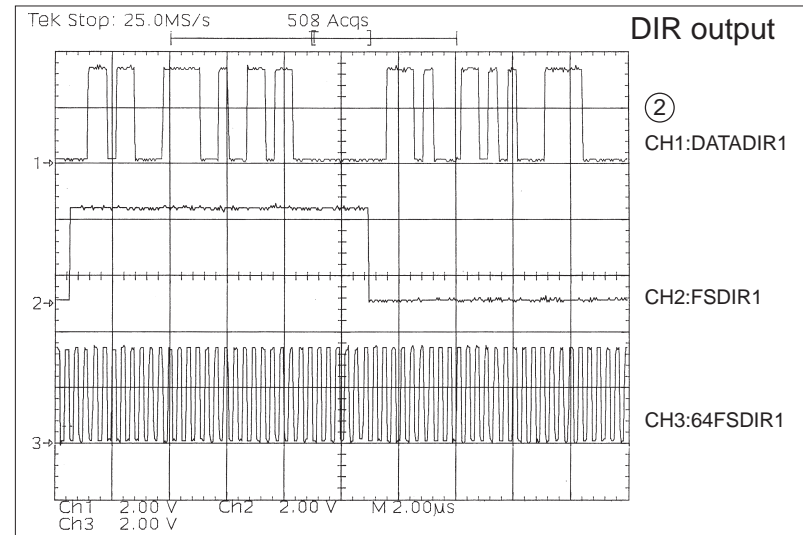 Tek Stop: 25.0MS/s 508 Acqs
DIR output
②
CH1:DATADIR1
1
2
CH2:FSDIR1
CH3:64FSDIR1
3
Ch1 2.00 V Ch2 2.00 V M 2.00µs
Ch3 2.00 V